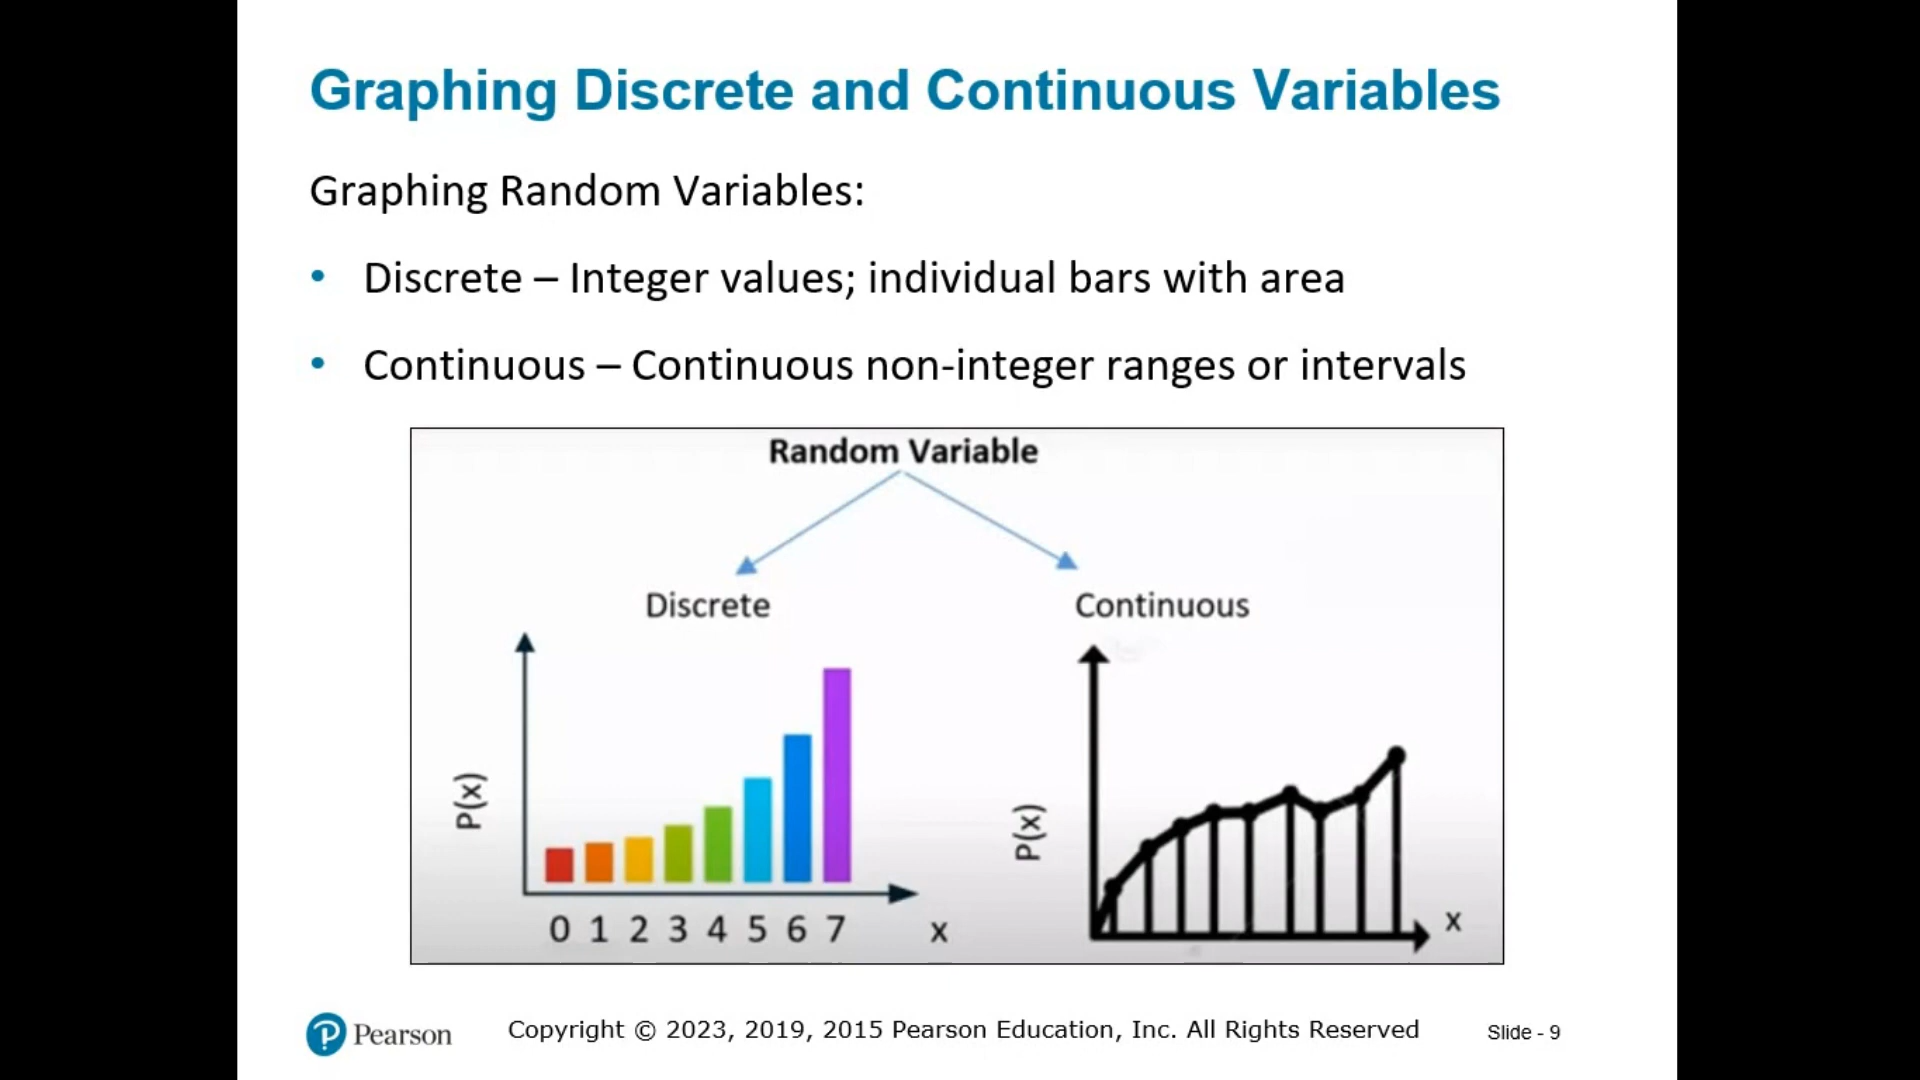 Graphing Discrete and Continuous Variables
Graphing Random Variables:
• Discrete – Integer values; individual bars with area
• Continuous – Continuous non-integer ranges or intervals
Random Variable
Discrete
Continuous
P(x)
0 1 2 3 4 5 6 7 x
P(x)
x
Pearson
Copyright © 2023, 2019, 2015 Pearson Education, Inc. All Rights Reserved
Slide - 9